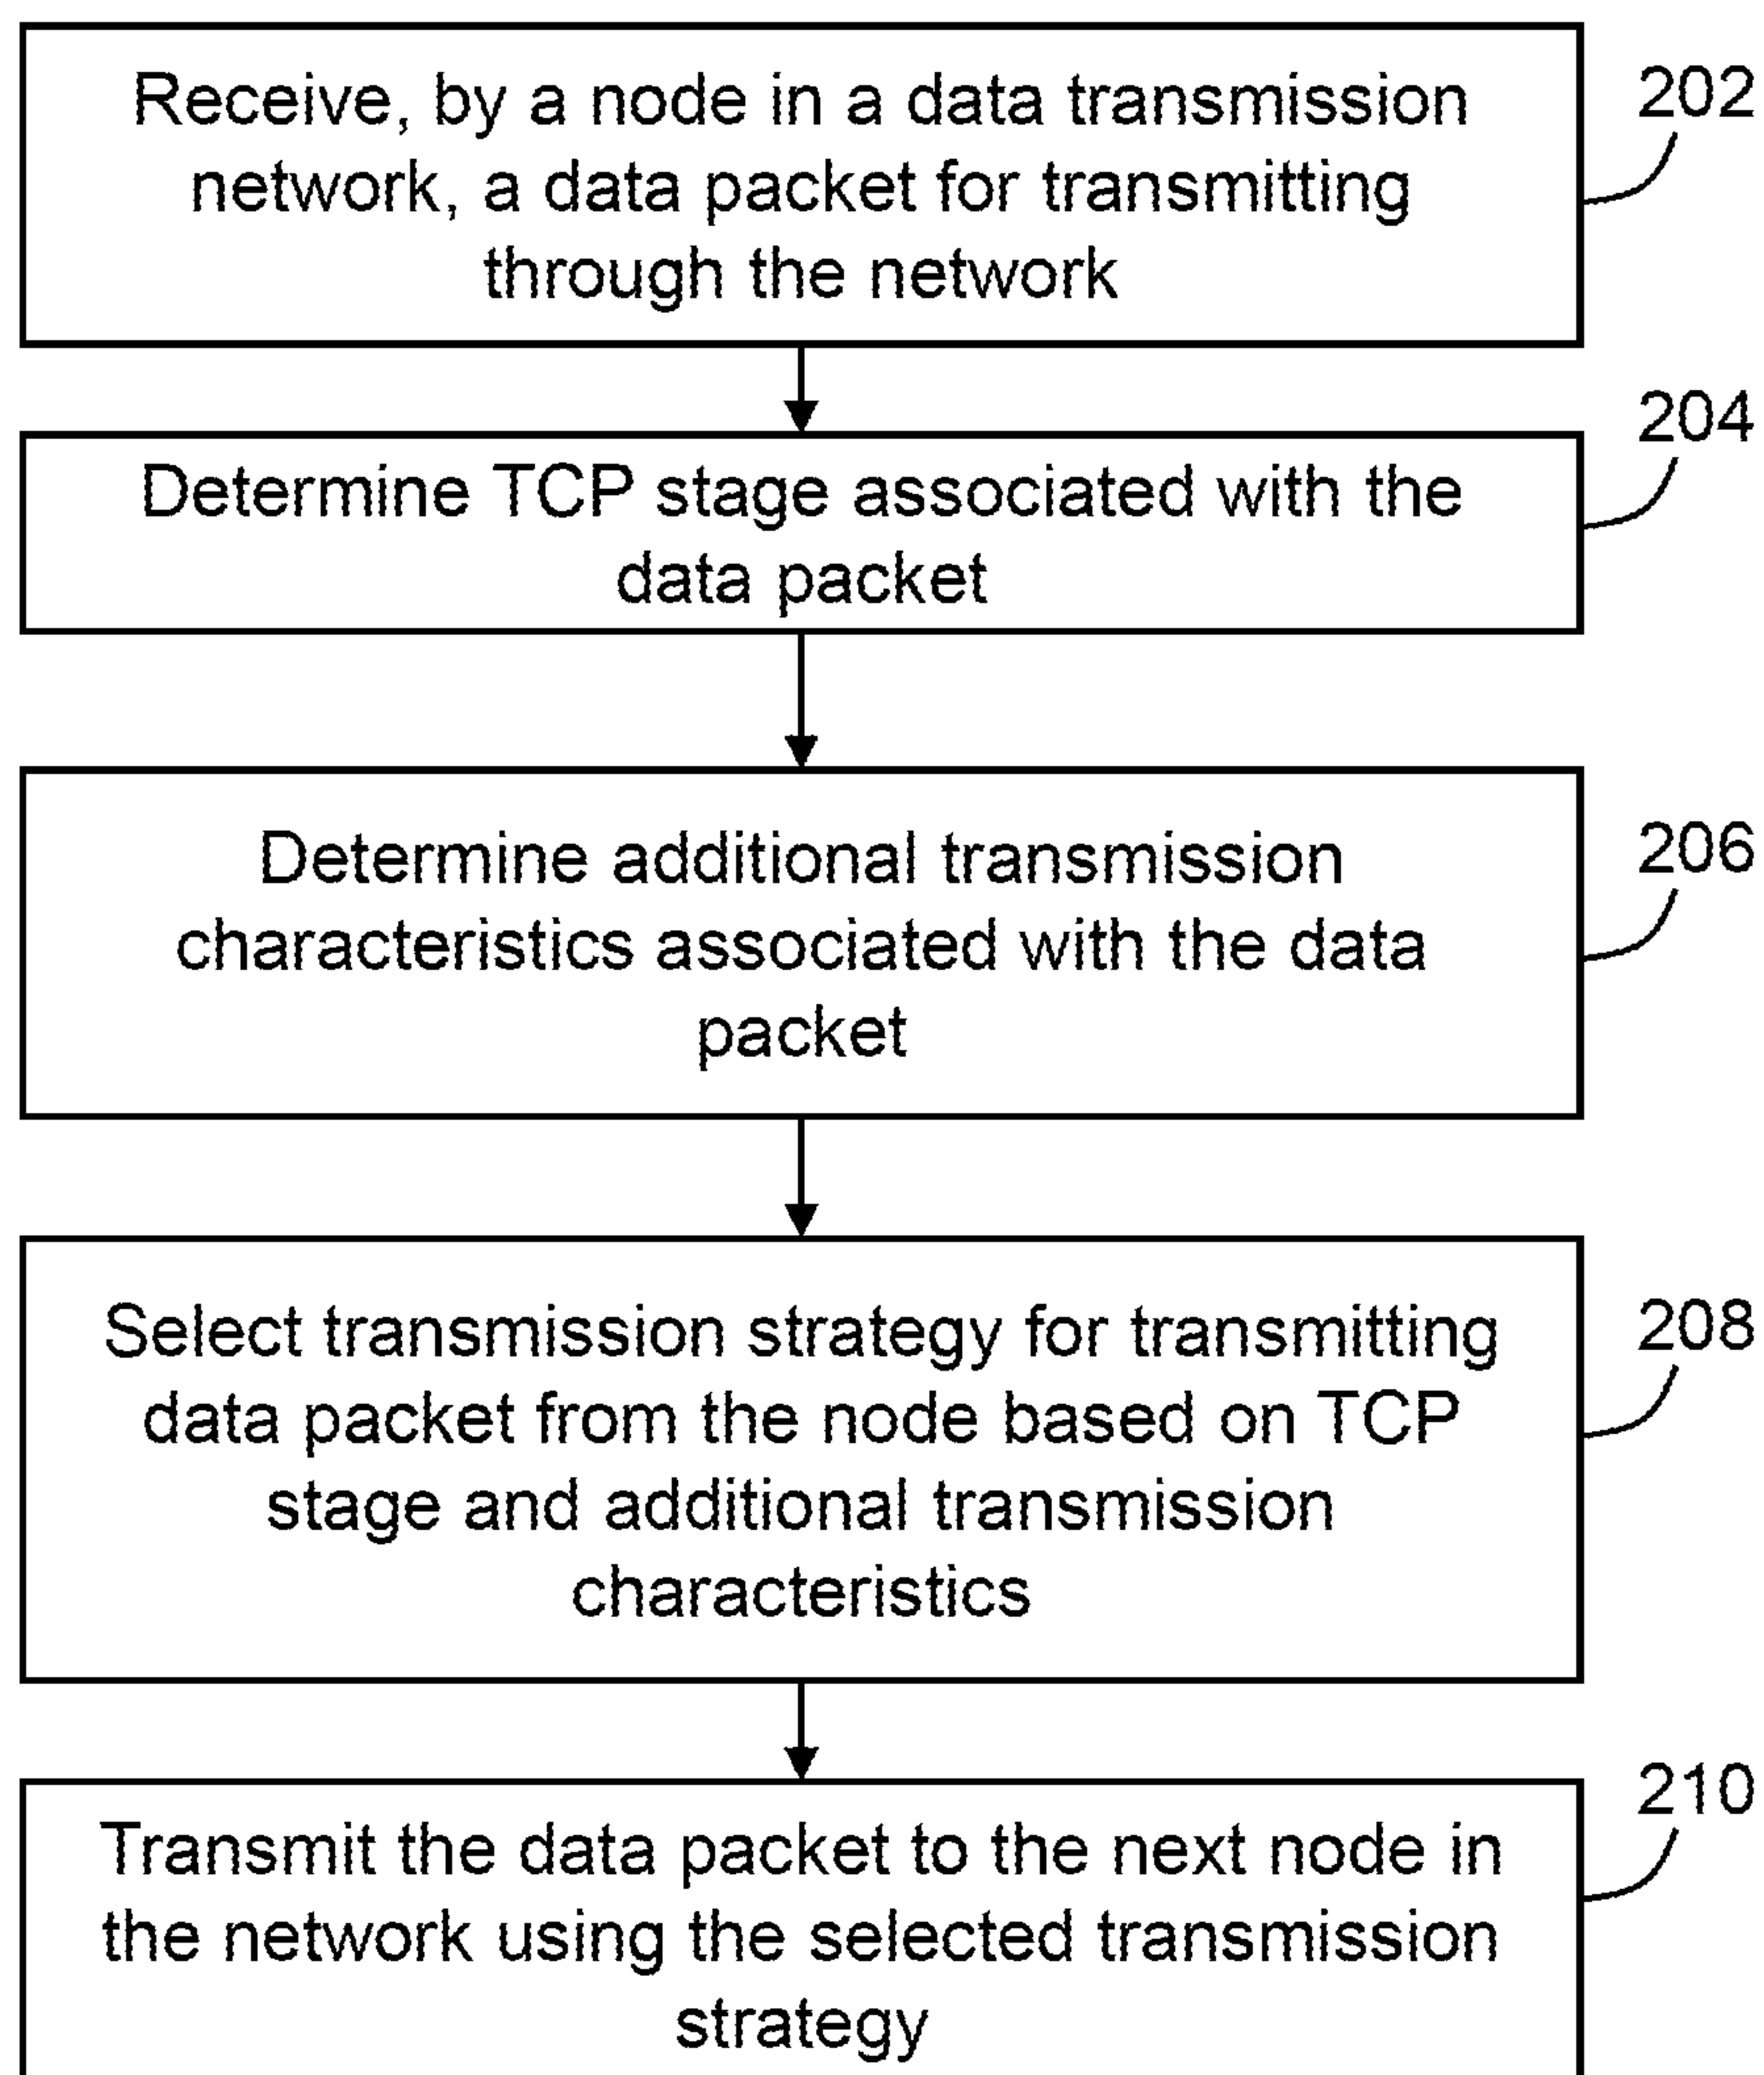 Receive, by a node in a data transmission
network, a data packet for transmitting
through the network
202
Determine TCP stage associated with the
data packet
204
Determine additional transmission
characteristics associated with the data
packet
206
Select transmission strategy for transmitting
data packet from the node based on TCP
stage and additional transmission
characteristics
208
Transmit the data packet to the next node in
the network using the selected transmission
strategy
210